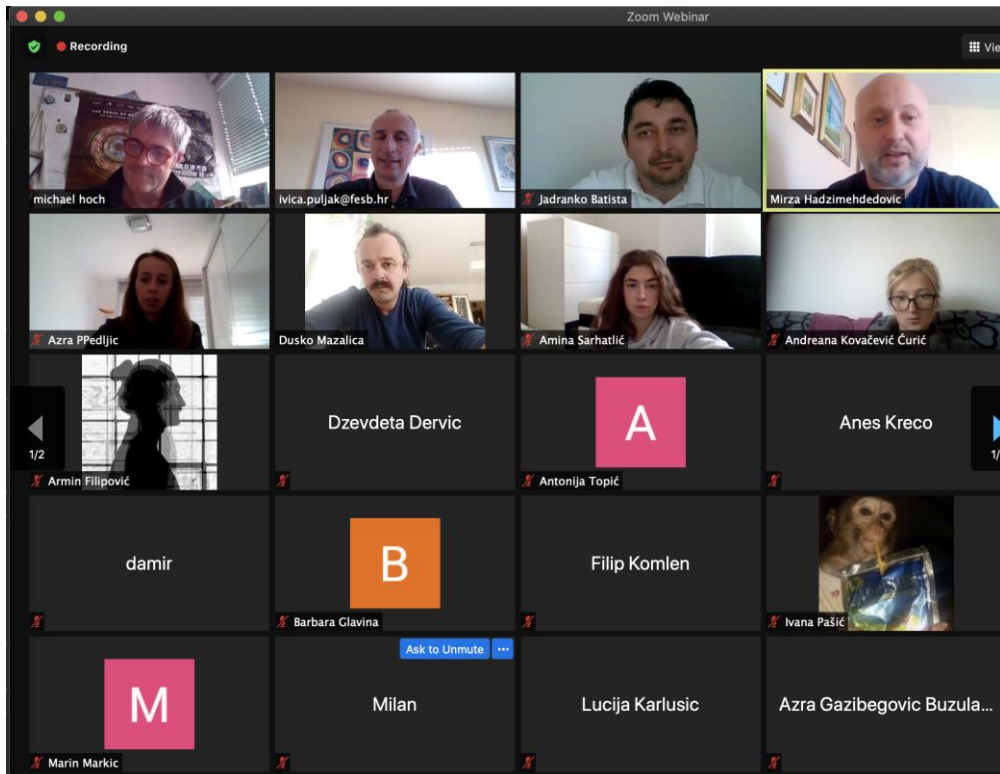 Zoom Webinar
Recording
Vie
michael hoch
ivica.puljak@fesb.hr
Jadranko Batista
Mirza Hadzimehdedovic
Azra PPedljic
Dusko Mazalica
Amina Sarhatlić
Andreana Kovačević Ćurić
1/2
Armin Filipović
Dzevdeta Dervic
A
Antonija Topić
Anes Kreco
1/
damir
B
Barbara Glavina
Filip Komlen
Ivana Pašić
M
Marin Markic
Ask to Unmute
Milan
Lucija Karlusic
Azra Gazibegovic Buzula...